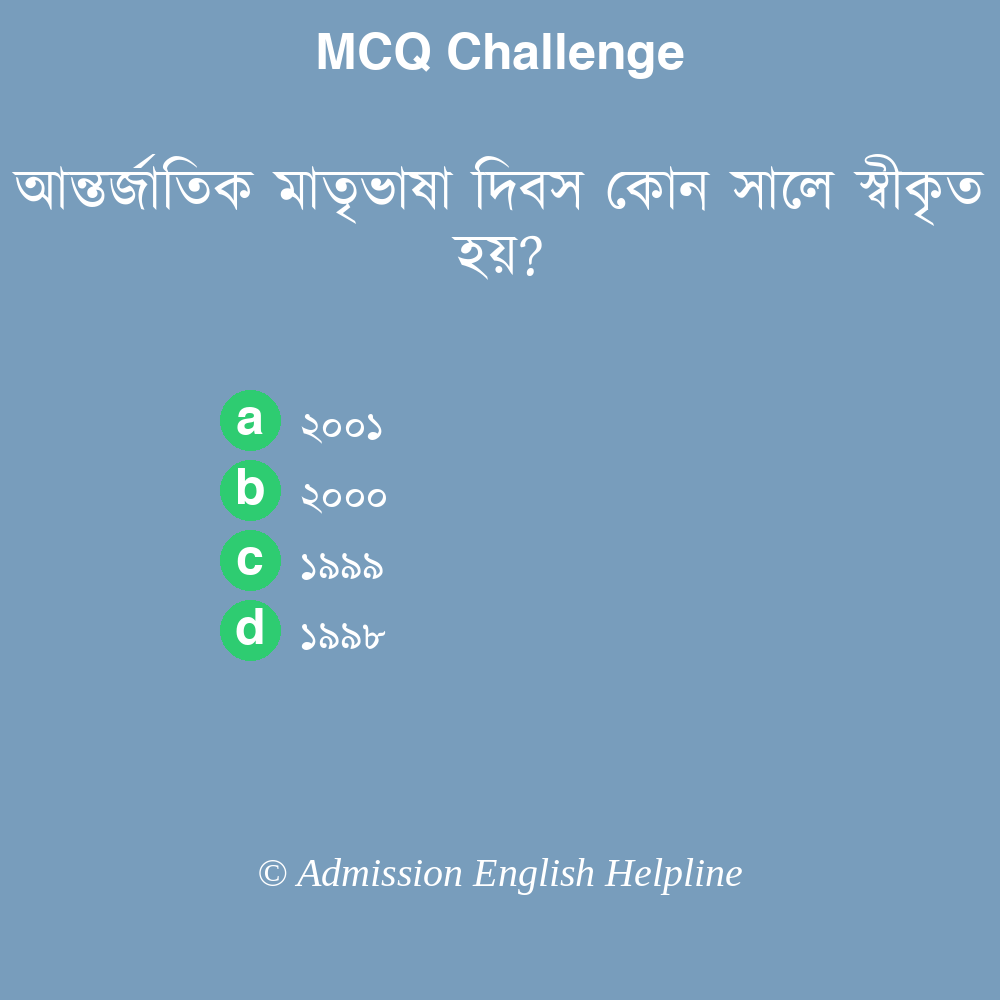 MCQ Challenge
আন্তর্জাতিক মাতৃভাষা দিবস কোন সালে স্বীকৃত
হয়?
a ২০০১
b ২০০০
c ১৯৯৯
d ১৯৯৮
© Admission English Helpline